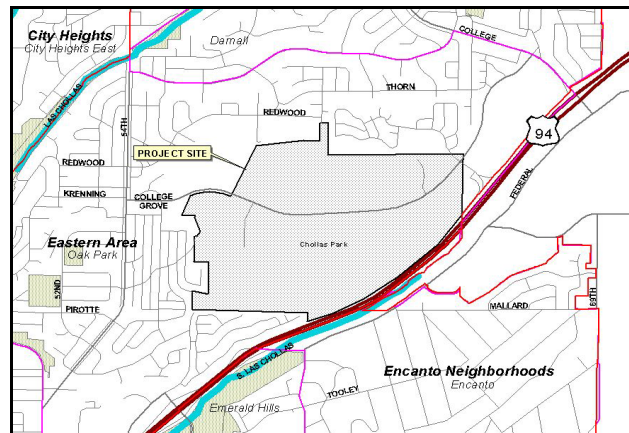 City Heights
City Heights East
Darnall
COLLEGE
LAS CHOLLAS
THORN
54TH
REDWOOD
94
PROJECT SITE
REDWOOD
FEDERAL
KRENNING
COLLEGE
GROVE
Eastern Area
Oak Park
Chollas Park
52ND
69TH
PIROTTE
MALLARD
S. LAS CHOLLAS
Encanto Neighborhoods
Encanto
TOOLEY
Emerald Hills